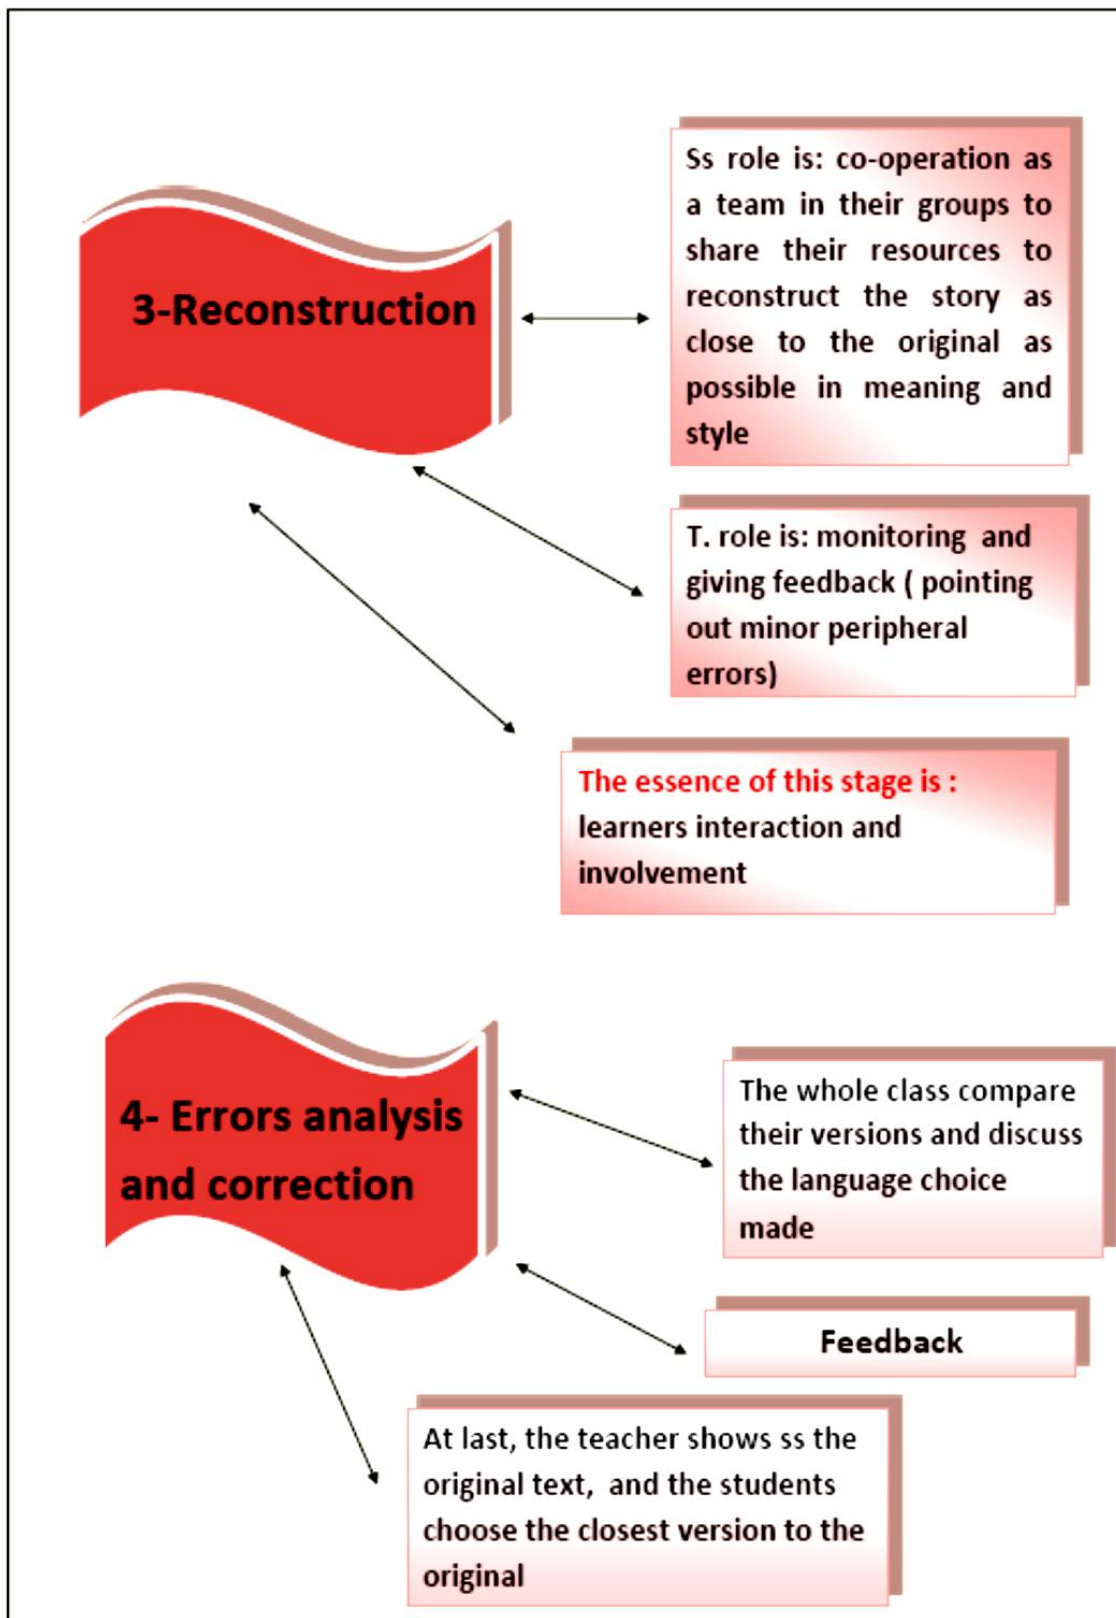 3-Reconstruction
Ss role is: co-operation as
a team in their groups to
share their resources to
reconstruct the story as
close to the original as
possible in meaning and
style
T. role is: monitoring and
giving feedback ( pointing
out minor peripheral
errors)
The essence of this stage is :
learners interaction and
involvement
4- Errors analysis
and correction
The whole class compare
their versions and discuss
the language choice
made
Feedback
At last, the teacher shows ss the
original text, and the students
choose the closest version to the
original